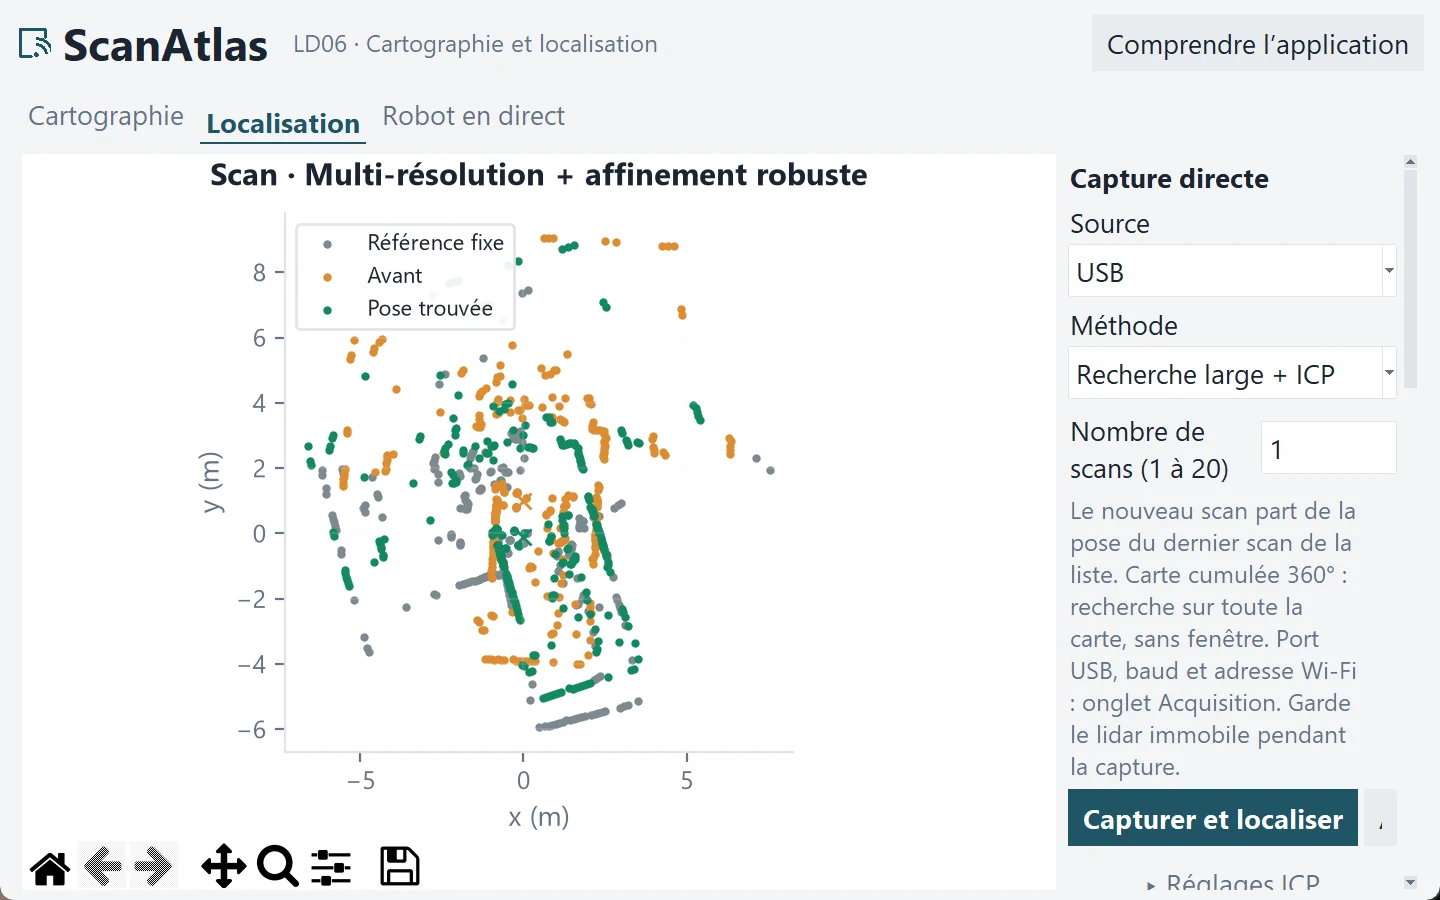 ScanAtlas
LD06 · Cartographie et localisation
Comprendre l’application
Cartographie
Localisation
Robot en direct
Scan · Multi-résolution + affinement robuste
Référence fixe
Avant
Pose trouvée
8
6
4
2
0
−2
−4
−6
y (m)
−5
0
5
x (m)
Capture directe
Source
USB
Méthode
Recherche large + ICP
Nombre de
scans (1 à 20)
1
Le nouveau scan part de la
pose du dernier scan de la
liste. Carte cumulée 360° :
recherche sur toute la
carte, sans fenêtre. Port
USB, baud et adresse Wi-Fi
: onglet Acquisition. Garde
le lidar immobile pendant
la capture.
Capturer et localiser
Réglages ICP